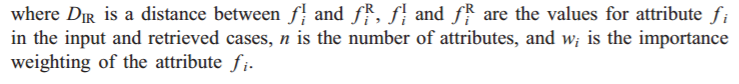 where D_IR is a distance between f_i^I and f_i^R, f_i^I and f_i^R are the values for attribute f_i
in the input and retrieved cases, n is the number of attributes, and w_i is the importance
weighting of the attribute f_i.